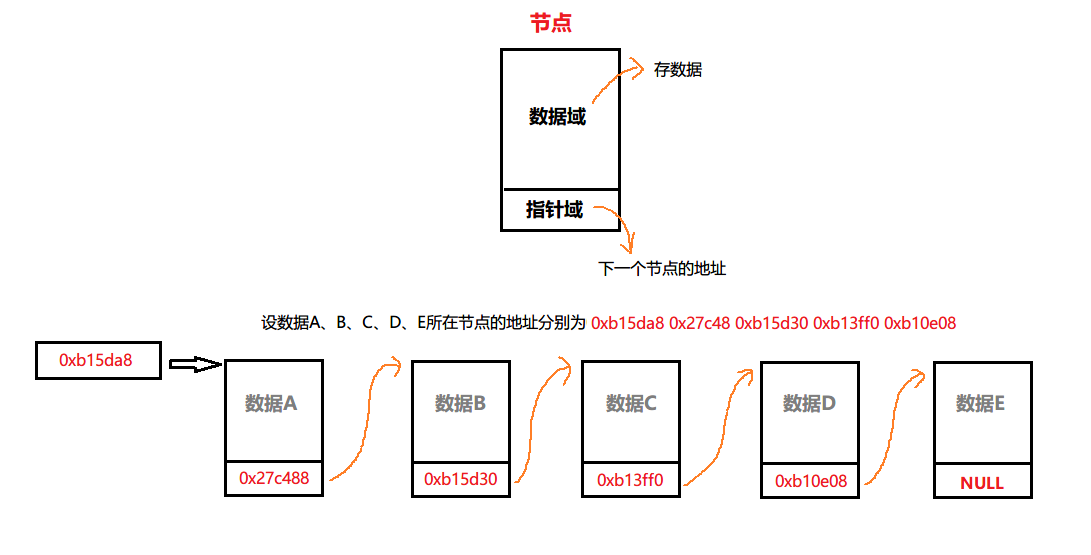 节点
存数据
数据域
指针域
下一个节点的地址
设数据A、B、C、D、E所在节点的地址分别为 0xb15da8 0x27c48 0xb15d30 0xb13ff0 0xb10e08
0xb15da8
数据A
数据B
数据C
数据D
数据E
0x27c488
0xb15d30
0xb13ff0
0xb10e08
NULL